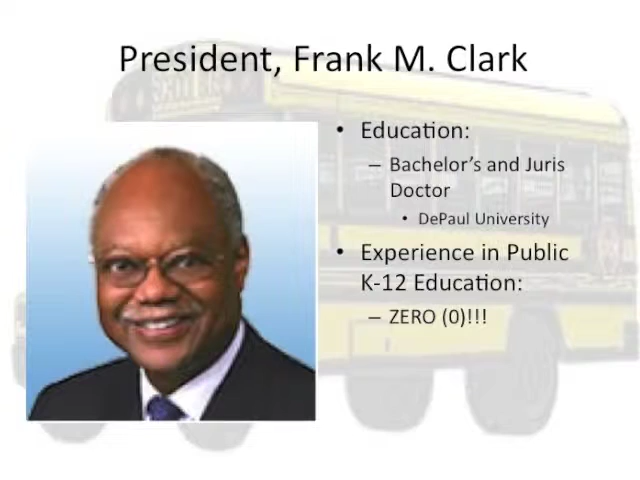 President, Frank M. Clark
• Education:
– Bachelor's and Juris
Doctor
• DePaul University
• Experience in Public
K-12 Education:
– ZERO (0)!!!